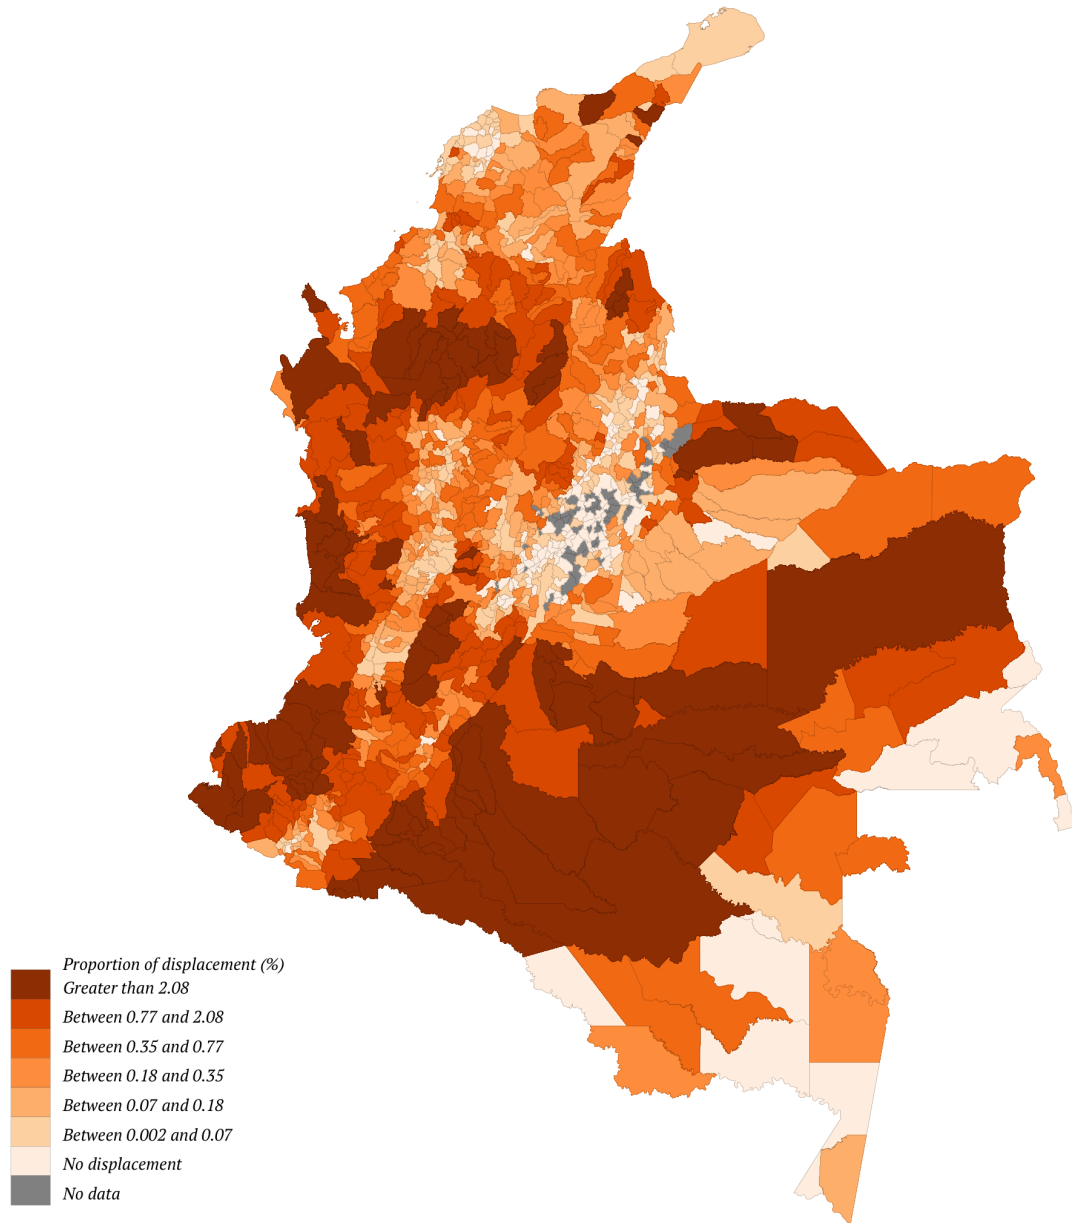 Proportion of displacement (%)
Greater than 2.08
Between 0.77 and 2.08
Between 0.35 and 0.77
Between 0.18 and 0.35
Between 0.07 and 0.18
Between 0.002 and 0.07
No displacement
No data